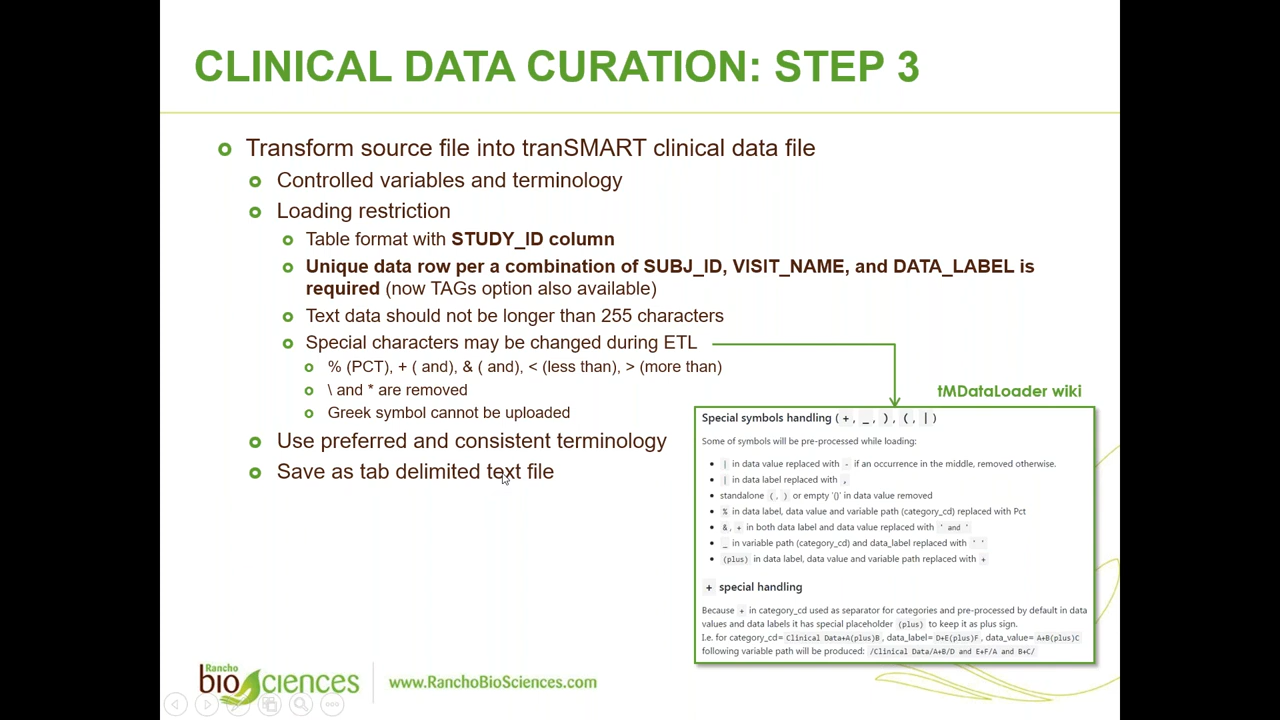 CLINICAL DATA CURATION: STEP 3
Transform source file into tranSMART clinical data file
Controlled variables and terminology
Loading restriction
Table format with STUDY_ID column
Unique data row per a combination of SUBJ_ID, VISIT_NAME, and DATA_LABEL is
required (now TAGs option also available)
Text data should not be longer than 255 characters
Special characters may be changed during ETL
% (PCT), + ( and), & ( and), < (less than), > (more than)
\ and * are removed
Greek symbol cannot be uploaded
Use preferred and consistent terminology
Save as tab delimited text file
tMDataLoader wiki
Special symbols handling ( + , _ , ) , ( , | )
Some of symbols will be pre-processed while loading:
| in data value replaced with - if an occurrence in the middle, removed otherwise.
| in data label replaced with ,
standalone ( , ) or empty '()' in data value removed
% in data label, data value and variable path (category_cd) replaced with Pct
& , + in both data label and data value replaced with ' and '
_ in variable path (category_cd) and data_label replaced with ' '
(plus) in data label, data value and variable path replaced with +
+ special handling
Because + in category_cd used as separator for categories and pre-processed by default in data
values and data labels it has special placeholder (plus) to keep it as plus sign.
I.e. for category_cd= Clinical Data+A(plus)B , data_label= D+E(plus)F , data_value= A+B(plus)C
following variable path will be produced: /Clinical Data/A+B/D and E+F/A and B+C/
Rancho
biosciences
www.RanchoBioSciences.com